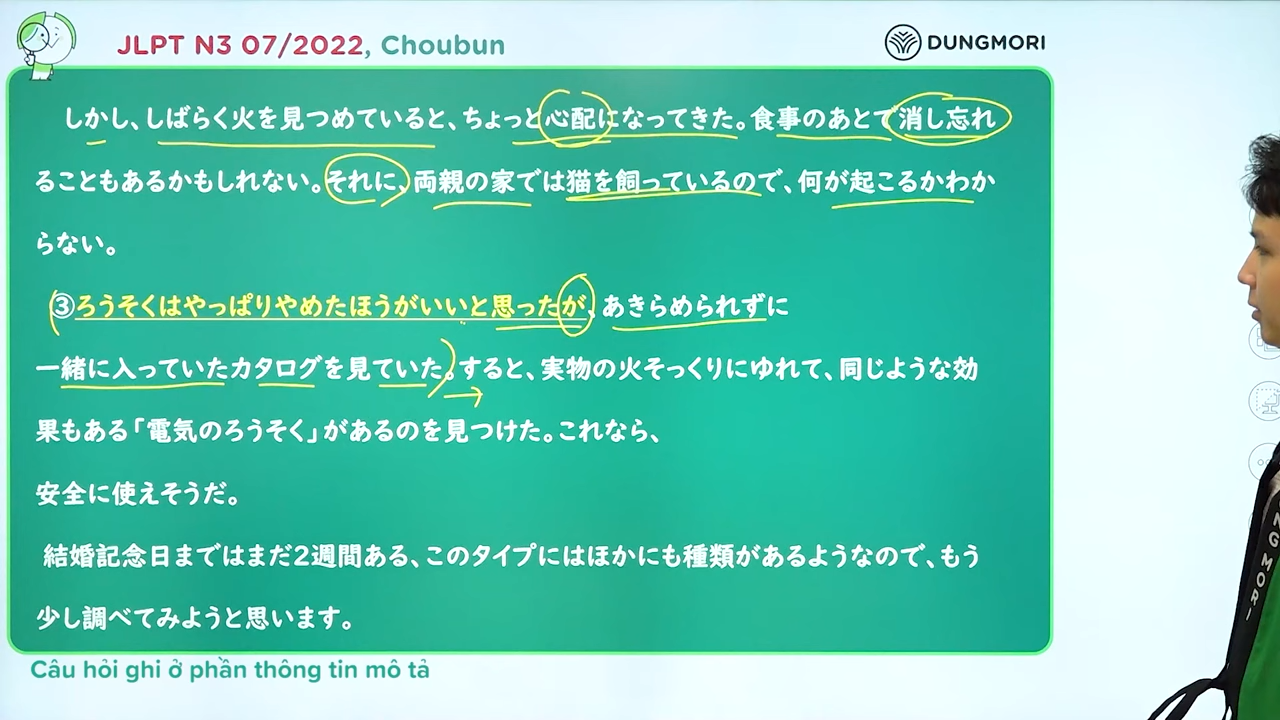 JLPT N3 07/2022, Choubun
DUNGMORI
しかし、しばらく火を見つめていると、ちょっと心配になってきた。食事のあとで消し忘れ
ることもあるかもしれない。それに、両親の家では猫を飼っているので、何が起こるかわか
らない。
③ろうそくはやっぱりやめたほうがいいと思ったが、あきらめられずに
一緒に入っていたカタログを見ていた。すると、実物の火そっくりにゆれて、同じような効
果もある「電気のろうそく」があるのを見つけた。これなら、
安全に使えそうだ。
結婚記念日まではまだ2週間ある、このタイプにはほかにも種類があるようなので、もう
少し調べてみようと思います。
Câu hỏi ghi ở phần thông tin mô tả
NG MORI